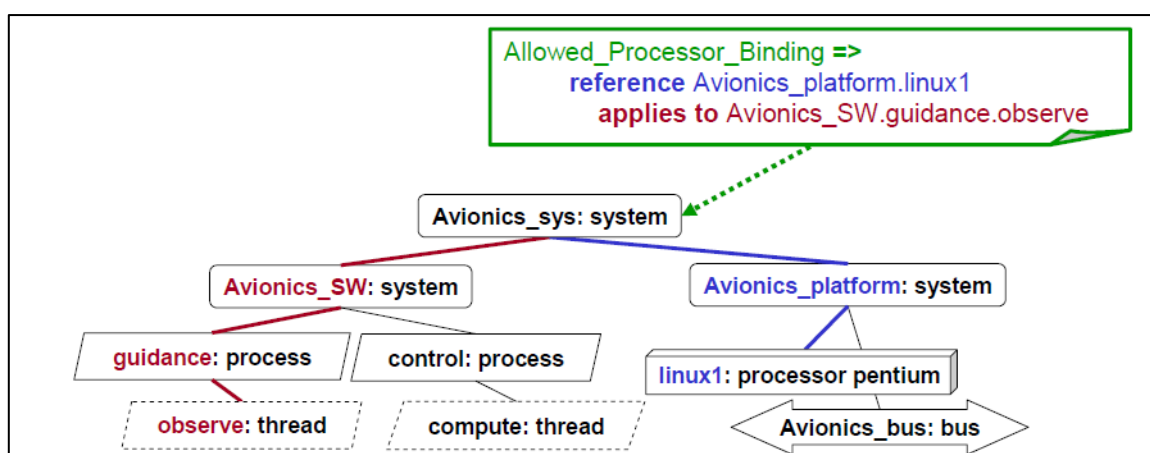 Allowed_Processor_Binding =>
reference Avionics_platform.linux1
applies to Avionics_SW.guidance.observe
Avionics_sys: system
Avionics_SW: system
Avionics_platform: system
guidance: process
control: process
linux1: processor pentium
observe: thread
compute: thread
Avionics_bus: bus